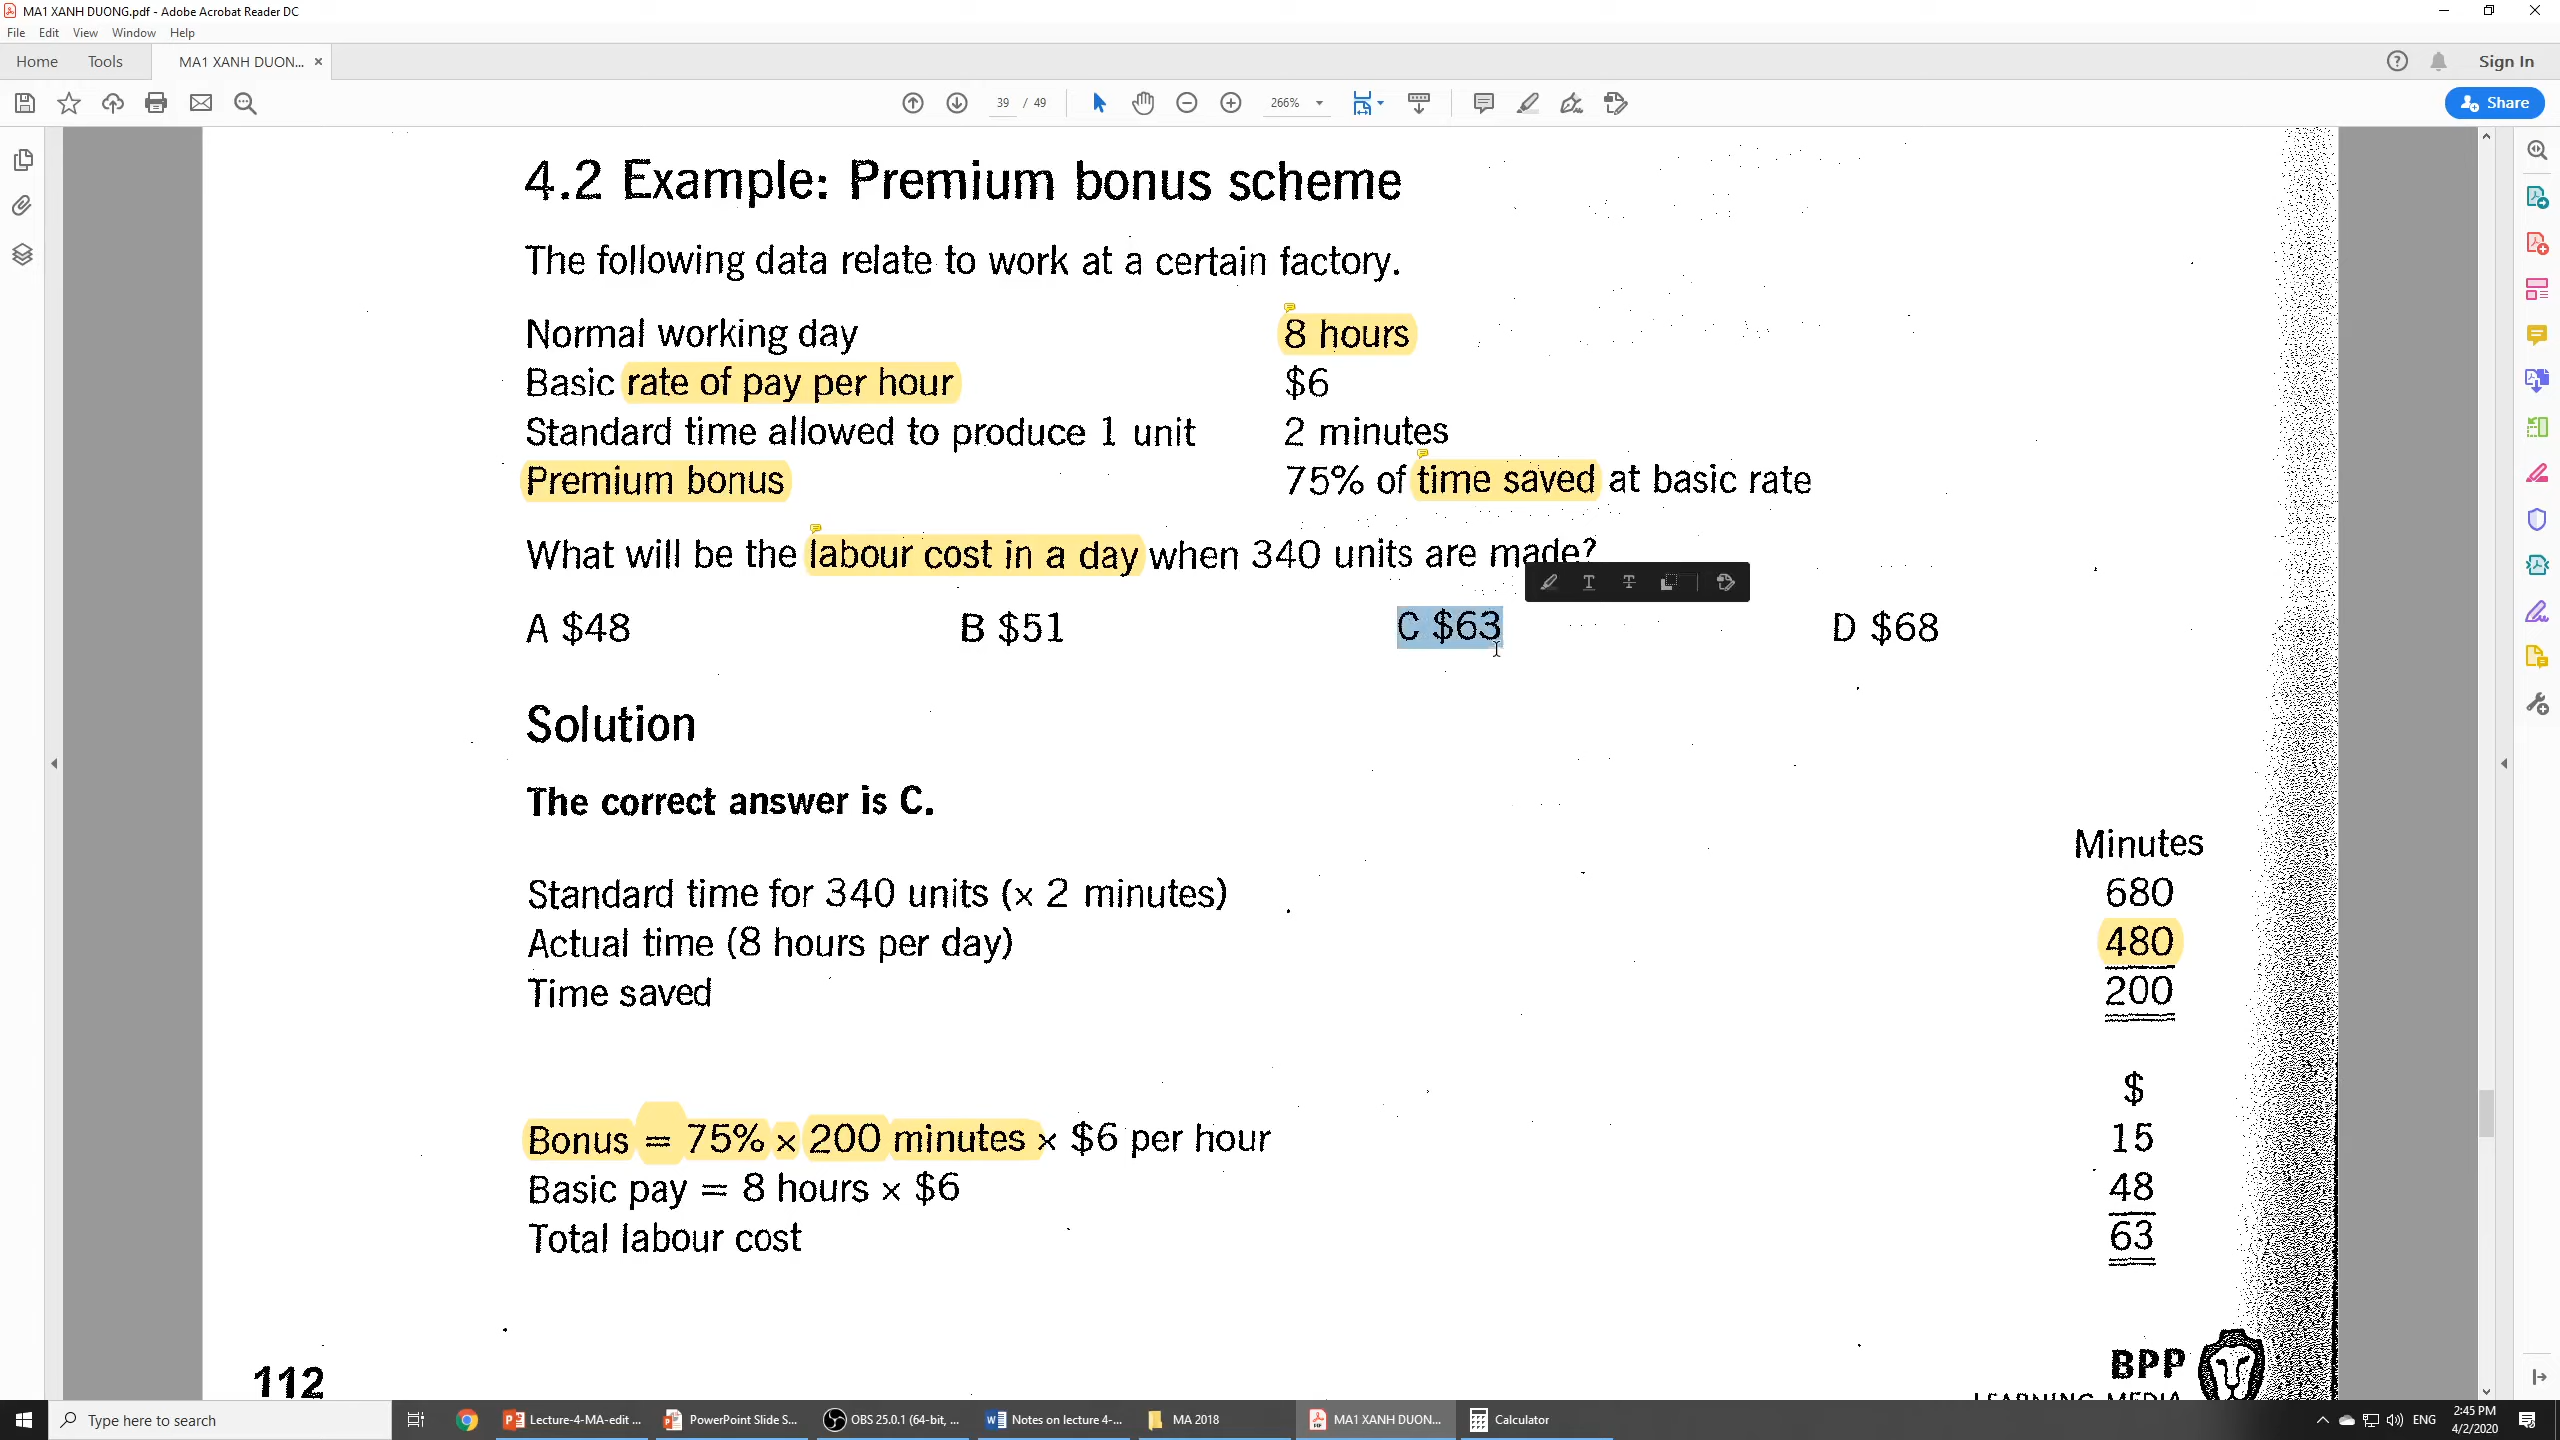 MA1 XANH DUONG.pdf - Adobe Acrobat Reader DC
File Edit View Window Help
Home Tools MA1 XANH DUON... × Sign In
39 / 49 266% Share
4.2 Example: Premium bonus scheme
The following data relate to work at a certain factory.
Normal working day 8 hours
Basic rate of pay per hour $6
Standard time allowed to produce 1 unit 2 minutes
Premium bonus 75% of time saved at basic rate
What will be the labour cost in a day when 340 units are made?
A $48 B $51 C $63 D $68
Solution
The correct answer is C.
Minutes
Standard time for 340 units (× 2 minutes) 680
Actual time (8 hours per day) 480
Time saved 200
$
Bonus = 75% × 200 minutes × $6 per hour 15
Basic pay = 8 hours × $6 48
Total labour cost 63
112 BPP
LEARNING MEDIA
Type here to search Lecture-4-MA-edit ... PowerPoint Slide S... OBS 25.0.1 (64-bit, ... Notes on lecture 4-... MA 2018 MA1 XANH DUON... Calculator ENG 2:45 PM
4/2/2020